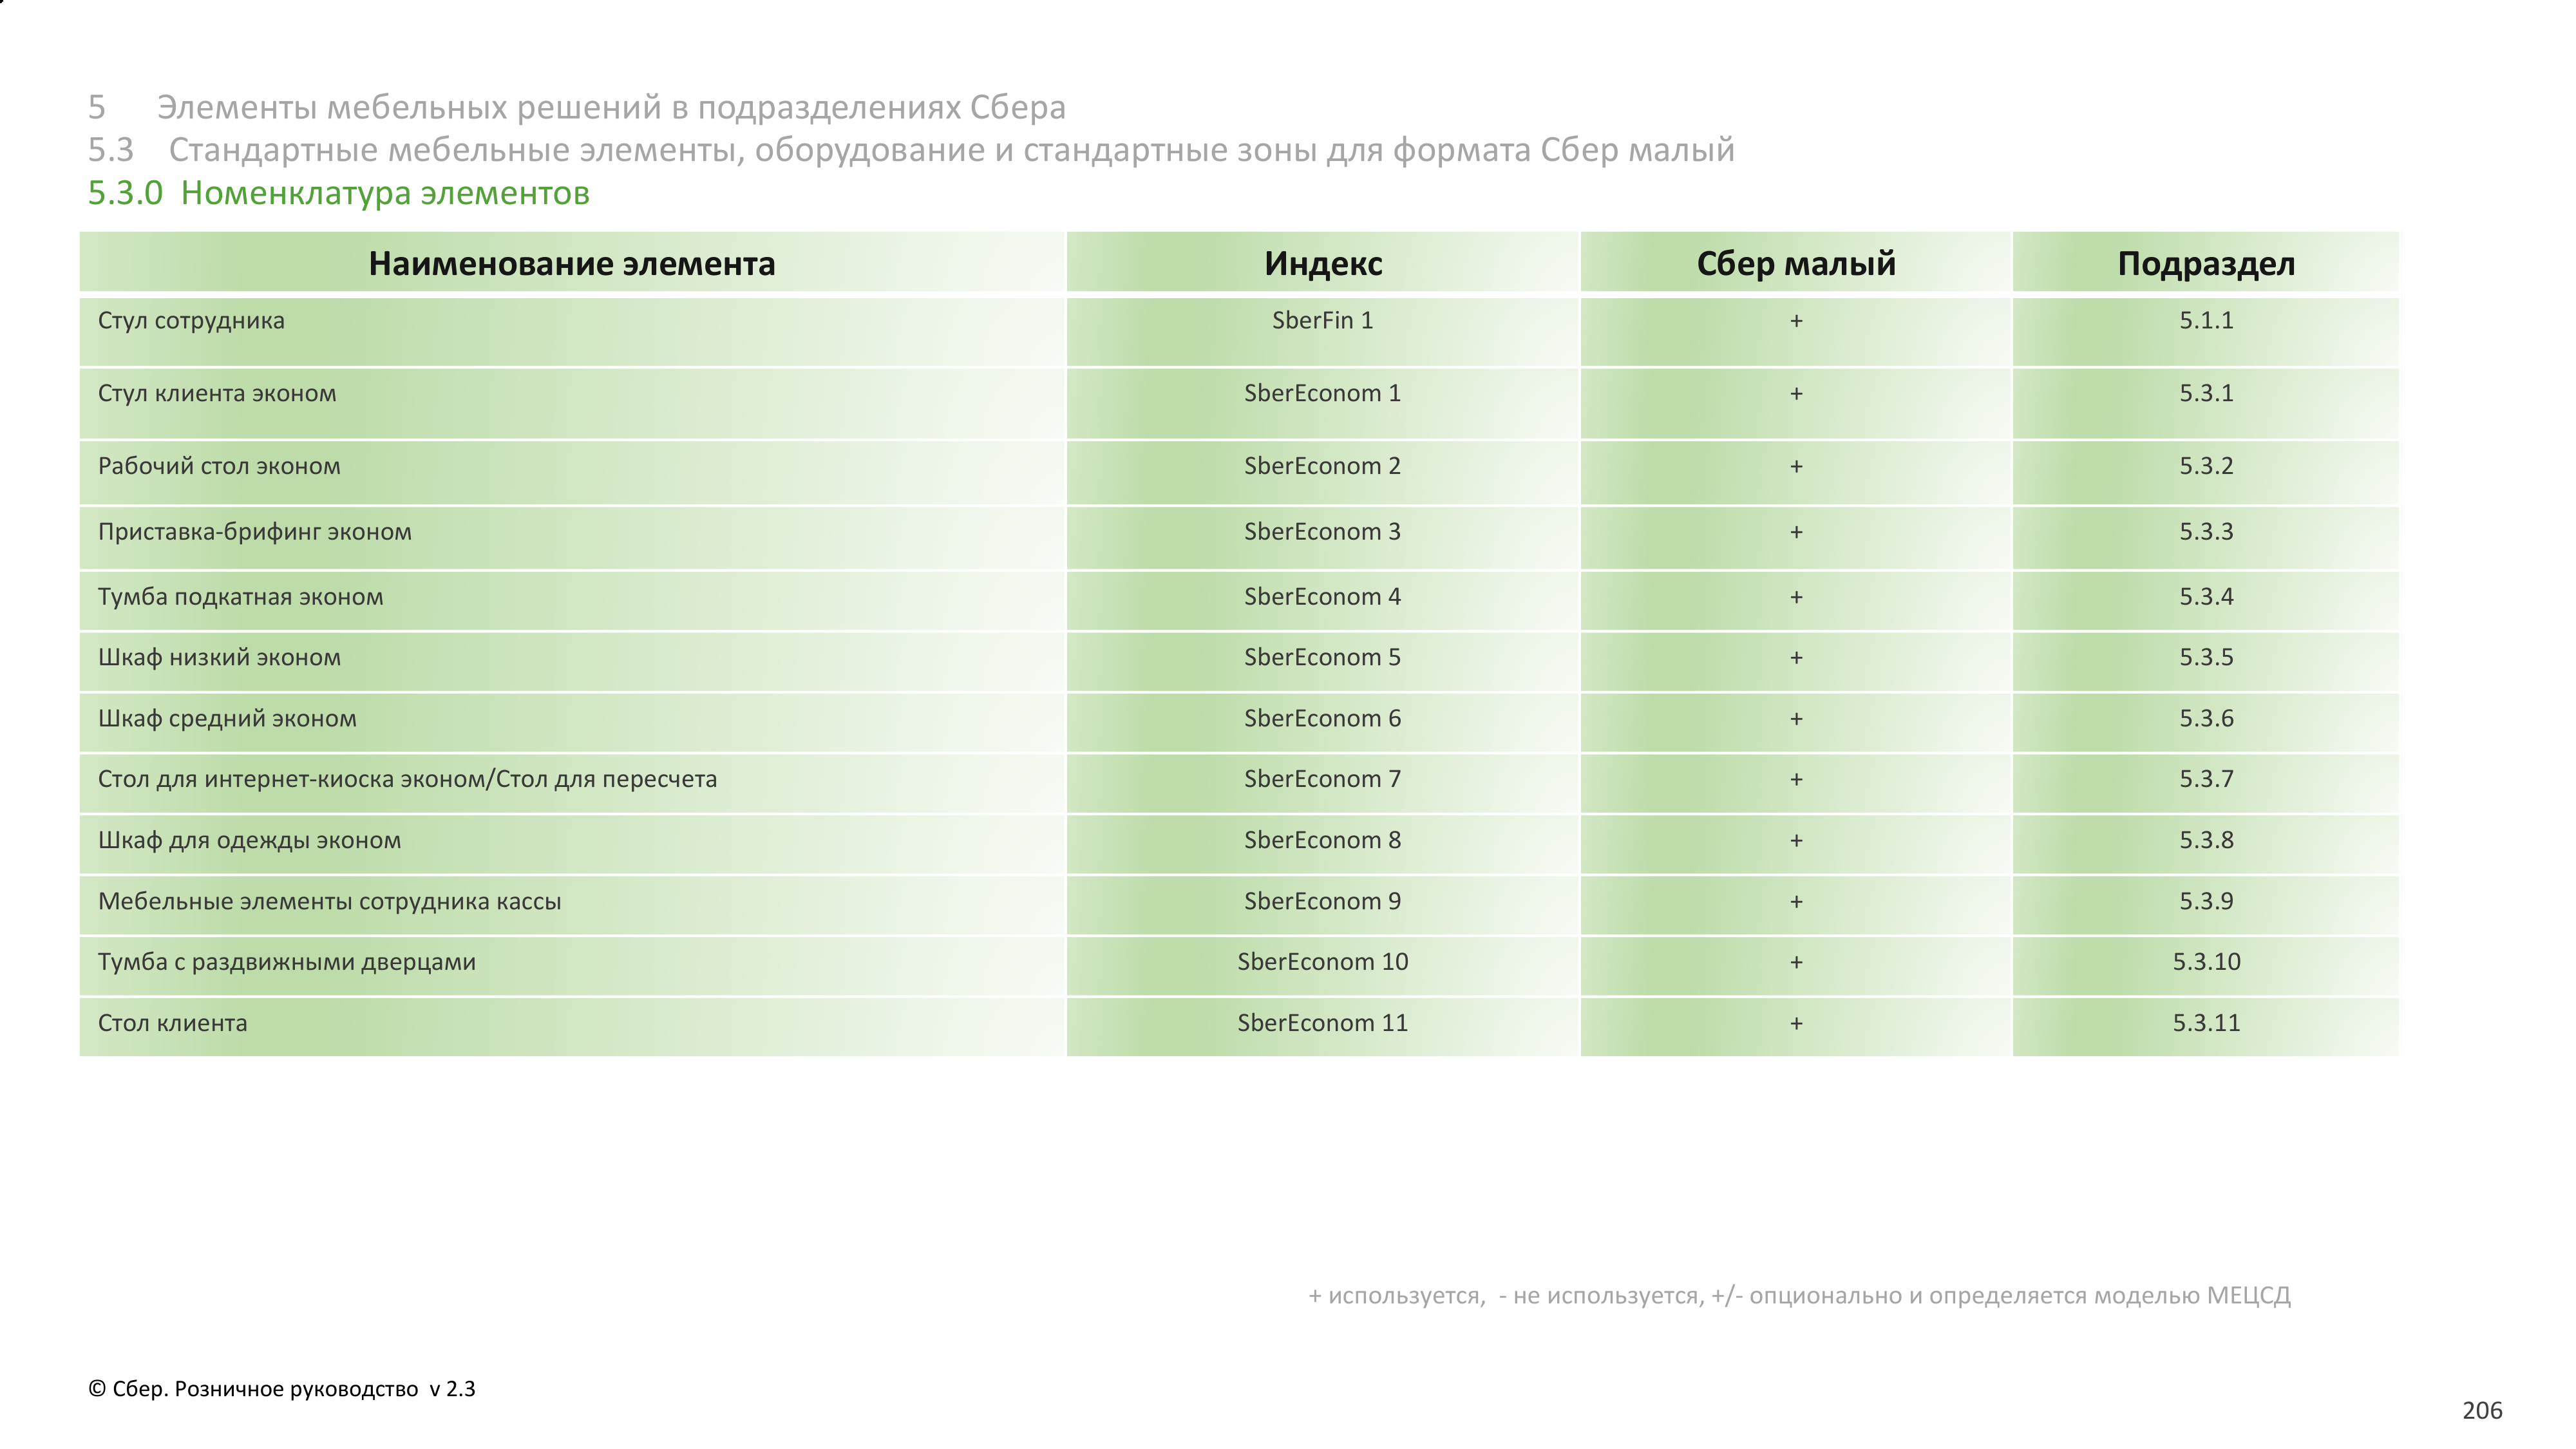 5 Элементы мебельных решений в подразделениях Сбера
5.3 Стандартные мебельные элементы, оборудование и стандартные зоны для формата Сбер малый
5.3.0 Номенклатура элементов
Наименование элемента Индекс Сбер малый Подраздел
Стул сотрудника SberFin 1 + 5.1.1
Стул клиента эконом SberEconom 1 + 5.3.1
Рабочий стол эконом SberEconom 2 + 5.3.2
Приставка-брифинг эконом SberEconom 3 + 5.3.3
Тумба подкатная эконом SberEconom 4 + 5.3.4
Шкаф низкий эконом SberEconom 5 + 5.3.5
Шкаф средний эконом SberEconom 6 + 5.3.6
Стол для интернет-киоска эконом/Стол для пересчета SberEconom 7 + 5.3.7
Шкаф для одежды эконом SberEconom 8 + 5.3.8
Мебельные элементы сотрудника кассы SberEconom 9 + 5.3.9
Тумба с раздвижными дверцами SberEconom 10 + 5.3.10
Стол клиента SberEconom 11 + 5.3.11
+ используется, - не используется, +/- опционально и определяется моделью МЕЦСД
© Сбер. Розничное руководство v 2.3
206